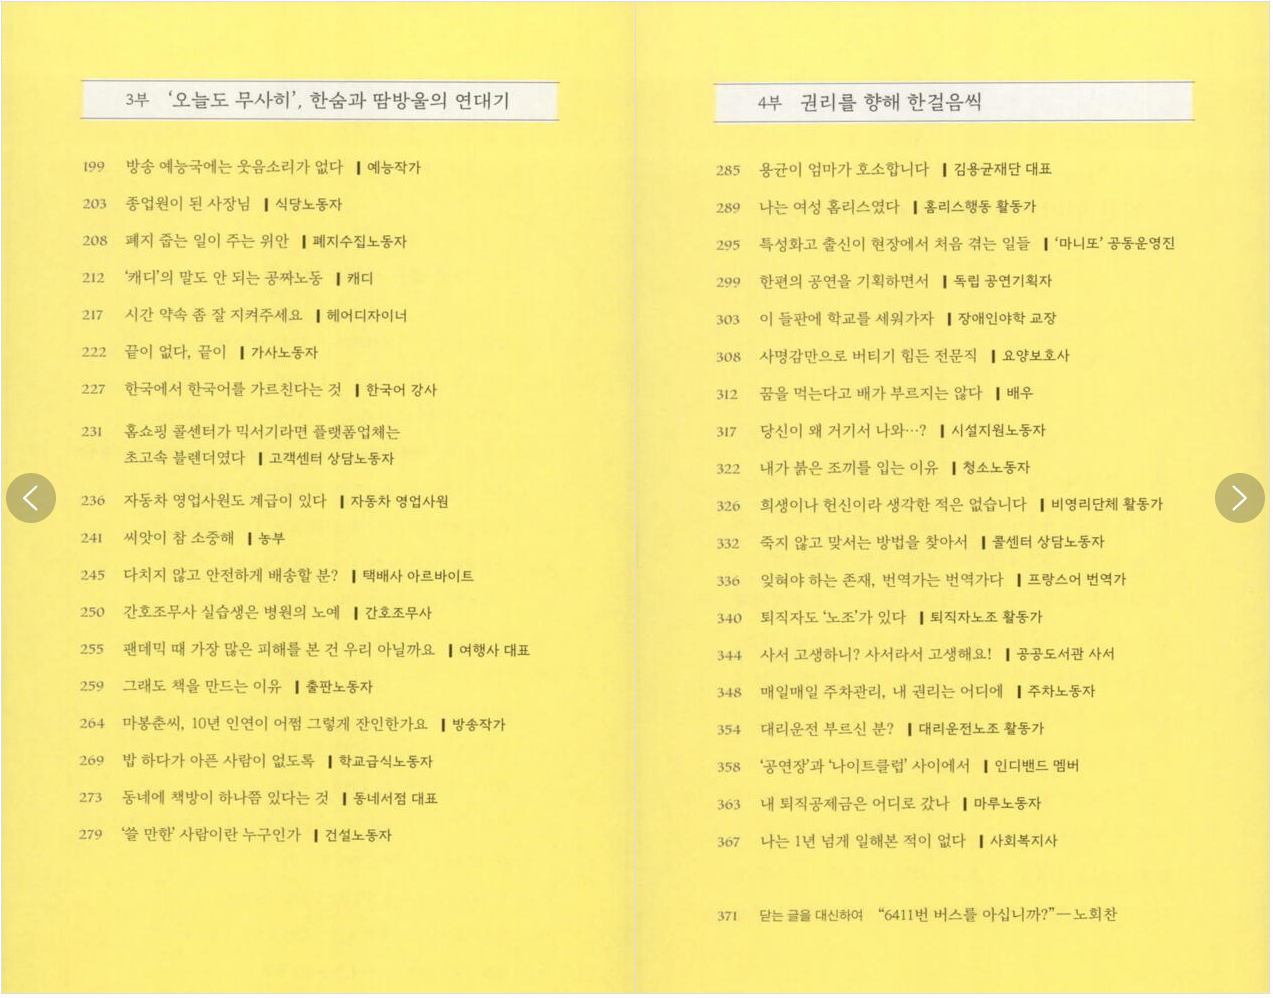 3부 '오늘도 무사히', 한숨과 땀방울의 연대기
199 방송 예능국에는 웃음소리가 없다 | 예능작가
203 종업원이 된 사장님 | 식당노동자
208 폐지 줍는 일이 주는 위안 | 폐지수집노동자
212 '캐디'의 말도 안 되는 공짜노동 | 캐디
217 시간 약속 좀 잘 지켜주세요 | 헤어디자이너
222 끝이 없다, 끝이 | 가사노동자
227 한국에서 한국어를 가르친다는 것 | 한국어 강사
231 홈쇼핑 콜센터가 믹서기라면 플랫폼업체는
초고속 블렌더였다 | 고객센터 상담노동자
236 자동차 영업사원도 계급이 있다 | 자동차 영업사원
241 씨앗이 참 소중해 | 농부
245 다치지 않고 안전하게 배송할 분? | 택배사 아르바이트
250 간호조무사 실습생은 병원의 노예 | 간호조무사
255 팬데믹 때 가장 많은 피해를 본 건 우리 아닐까요 | 여행사 대표
259 그래도 책을 만드는 이유 | 출판노동자
264 마봉춘씨, 10년 인연이 어쩜 그렇게 잔인한가요 | 방송작가
269 밥 하다가 아픈 사람이 없도록 | 학교급식노동자
273 동네에 책방이 하나쯤 있다는 것 | 동네서점 대표
279 '쓸 만한' 사람이란 누구인가 | 건설노동자
4부 권리를 향해 한걸음씩
285 용균이 엄마가 호소합니다 | 김용균재단 대표
289 나는 여성 홈리스였다 | 홈리스행동 활동가
295 특성화고 출신이 현장에서 처음 겪는 일들 | '마니또' 공동운영진
299 한편의 공연을 기획하면서 | 독립 공연기획자
303 이 들판에 학교를 세워가자 | 장애인야학 교장
308 사명감만으로 버티기 힘든 전문직 | 요양보호사
312 꿈을 먹는다고 배가 부르지는 않다 | 배우
317 당신이 왜 거기서 나와…? | 시설지원노동자
322 내가 붉은 조끼를 입는 이유 | 청소노동자
326 희생이나 헌신이라 생각한 적은 없습니다 | 비영리단체 활동가
332 죽지 않고 맞서는 방법을 찾아서 | 콜센터 상담노동자
336 잊혀야 하는 존재, 번역가는 번역가다 | 프랑스어 번역가
340 퇴직자도 '노조'가 있다 | 퇴직자노조 활동가
344 사서 고생하니? 사서라서 고생해요! | 공공도서관 사서
348 매일매일 주차관리, 내 권리는 어디에 | 주차노동자
354 대리운전 부르신 분? | 대리운전노조 활동가
358 '공연장'과 '나이트클럽' 사이에서 | 인디밴드 멤버
363 내 퇴직공제금은 어디로 갔나 | 마루노동자
367 나는 1년 넘게 일해본 적이 없다 | 사회복지사
371 닫는 글을 대신하여 "6411번 버스를 아십니까?"—노회찬